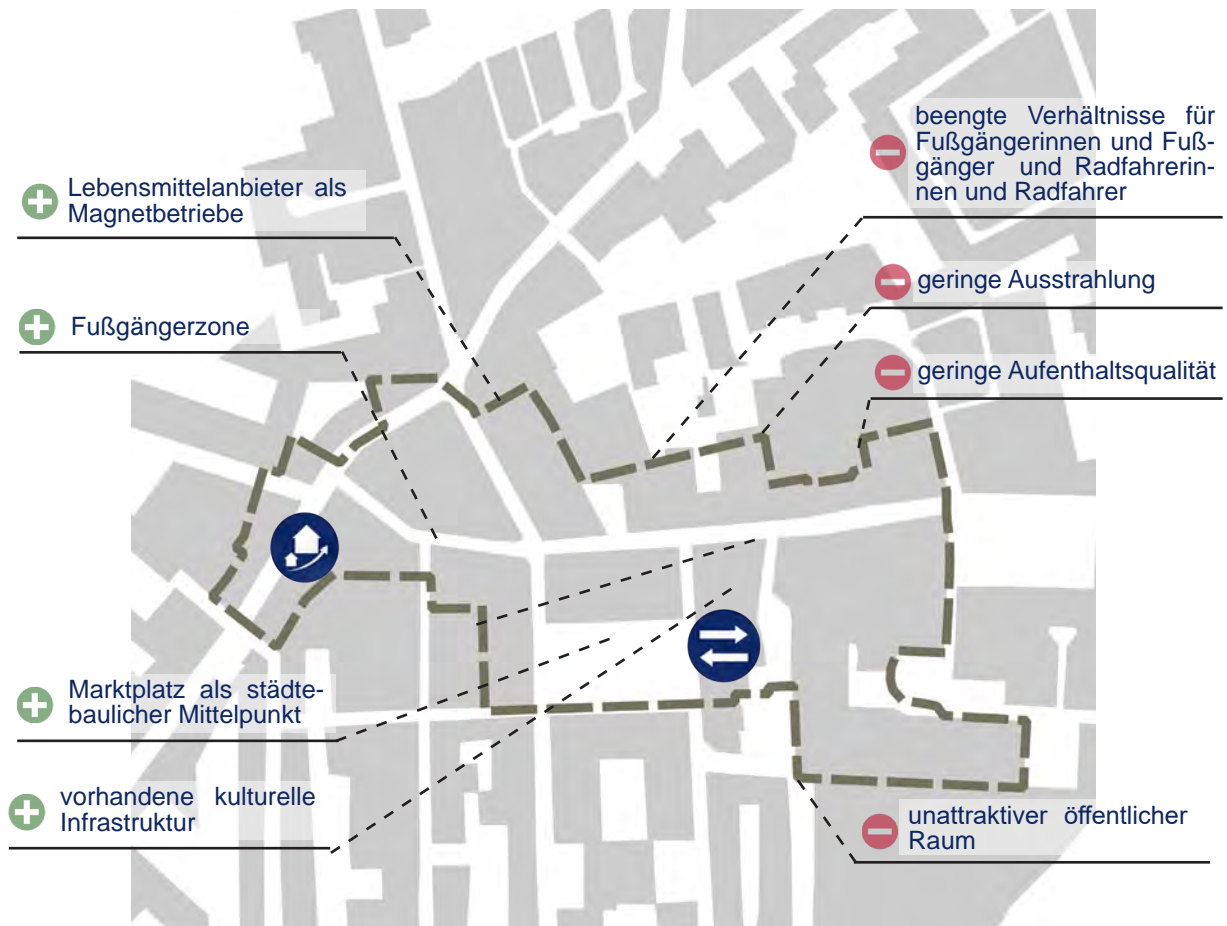 Lebensmittelanbieter als
Magnetbetriebe
Fußgängerzone
Marktplatz als städte-
baulicher Mittelpunkt
vorhandene kulturelle
Infrastruktur
beengte Verhältnisse für
Fußgängerinnen und Fuß-
gänger und Radfahrerin-
nen und Radfahrer
geringe Ausstrahlung
geringe Aufenthaltsqualität
unattraktiver öffentlicher
Raum